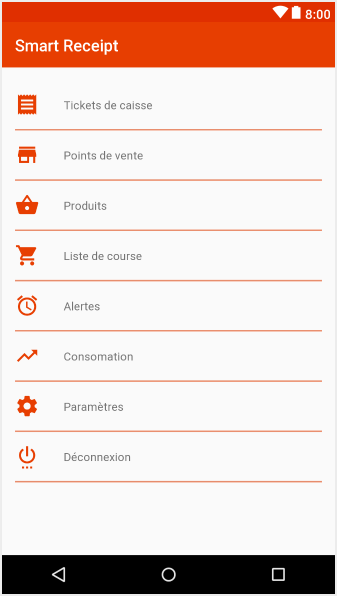 8:00
Smart Receipt
Tickets de caisse
Points de vente
Produits
Liste de course
Alertes
Consomation
Paramètres
Déconnexion